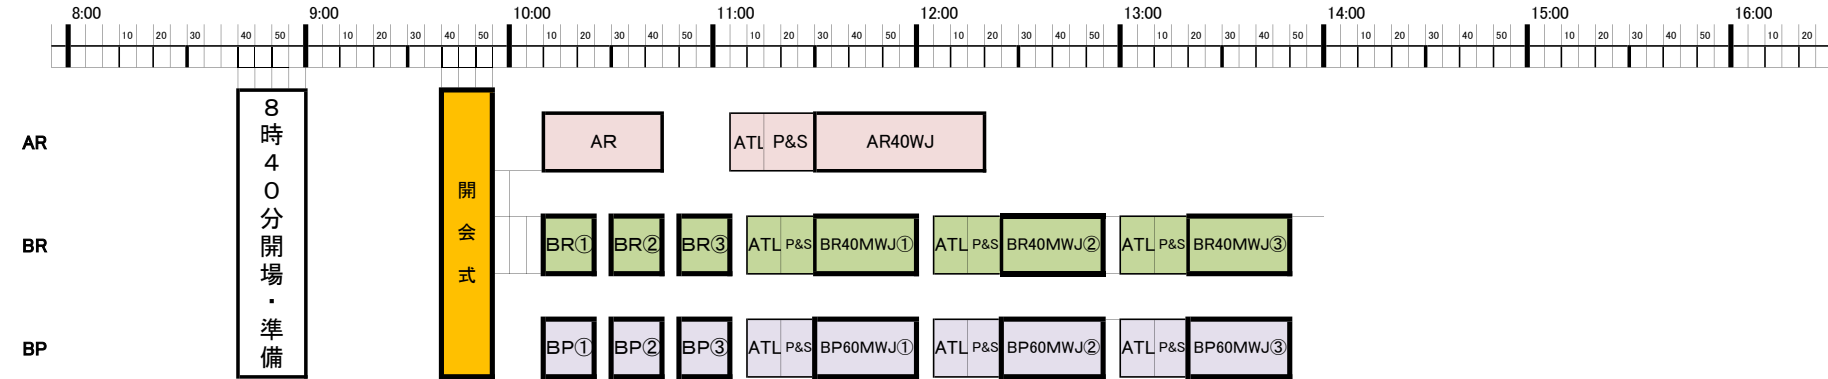 8:00 9:00 10:00 11:00 12:00 13:00 14:00 15:00 16:00
10 20 30 40 50 10 20 30 40 50 10 20 30 40 50 10 20 30 40 50 10 20 30 40 50 10 20 30 40 50 10 20 30 40 50 10 20 30 40 50 10 20
8時40分開場・準備
開会式
AR AR ATL P&S AR40WJ
BR BR① BR② BR③ ATL P&S BR40MWJ① ATL P&S BR40MWJ② ATL P&S BR40MWJ③
BP BP① BP② BP③ ATL P&S BP60MWJ① ATL P&S BP60MWJ② ATL P&S BP60MWJ③